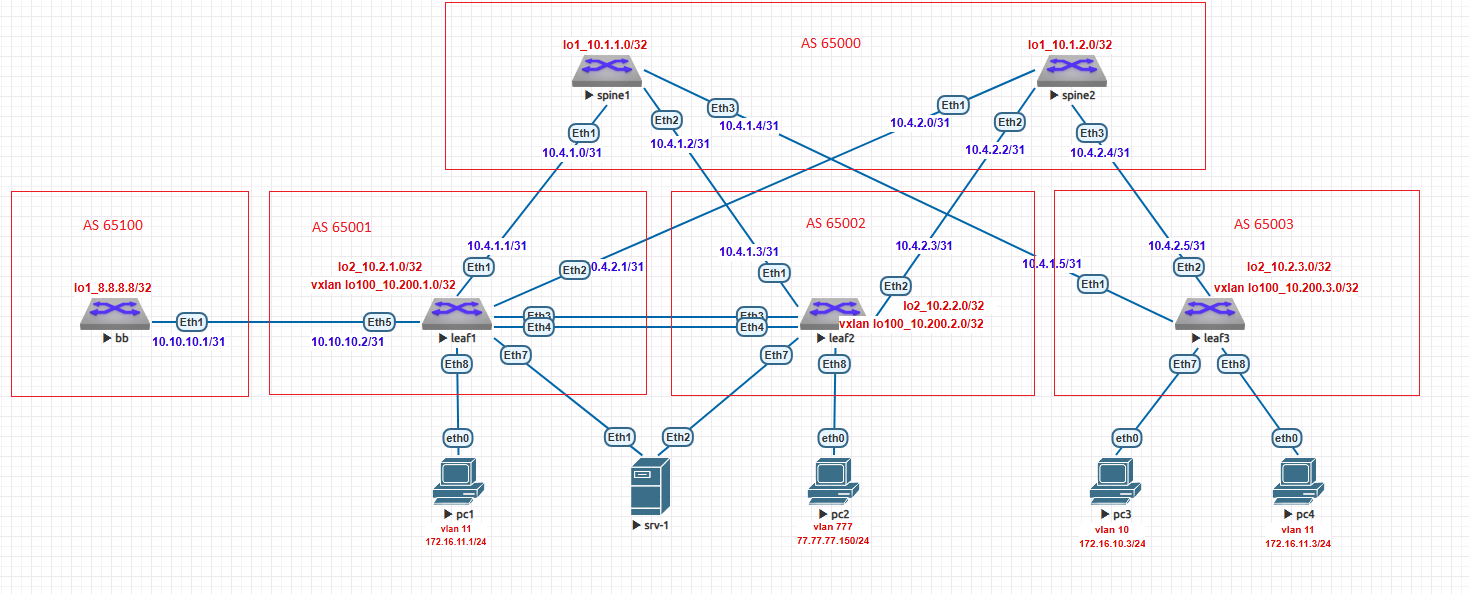 lo1_10.1.1.0/32
AS 65000
lo1_10.1.2.0/32
spine1
spine2
Eth1
Eth2
Eth3
Eth1
Eth2
Eth3
10.4.1.0/31
10.4.1.2/31
10.4.1.4/31
10.4.2.0/31
10.4.2.2/31
10.4.2.4/31
AS 65100
lo1_8.8.8.8/32
bb
Eth1
10.10.10.1/31
AS 65001
10.4.1.1/31
lo2_10.2.1.0/32
Eth1
Eth2
0.4.2.1/31
vxlan lo100_10.200.1.0/32
Eth5
10.10.10.2/31
leaf1
Eth3
Eth4
Eth8
Eth7
AS 65002
10.4.1.3/31
10.4.2.3/31
Eth1
Eth2
lo2_10.2.2.0/32
vxlan lo100_10.200.2.0/32
Eth3
Eth4
leaf2
Eth7
Eth8
AS 65003
10.4.1.5/31
10.4.2.5/31
Eth1
Eth2
lo2_10.2.3.0/32
vxlan lo100_10.200.3.0/32
leaf3
Eth7
Eth8
eth0
Eth1
Eth2
eth0
eth0
eth0
pc1
vlan 11
172.16.11.1/24
srv-1
pc2
vlan 777
77.77.77.150/24
pc3
vlan 10
172.16.10.3/24
pc4
vlan 11
172.16.11.3/24